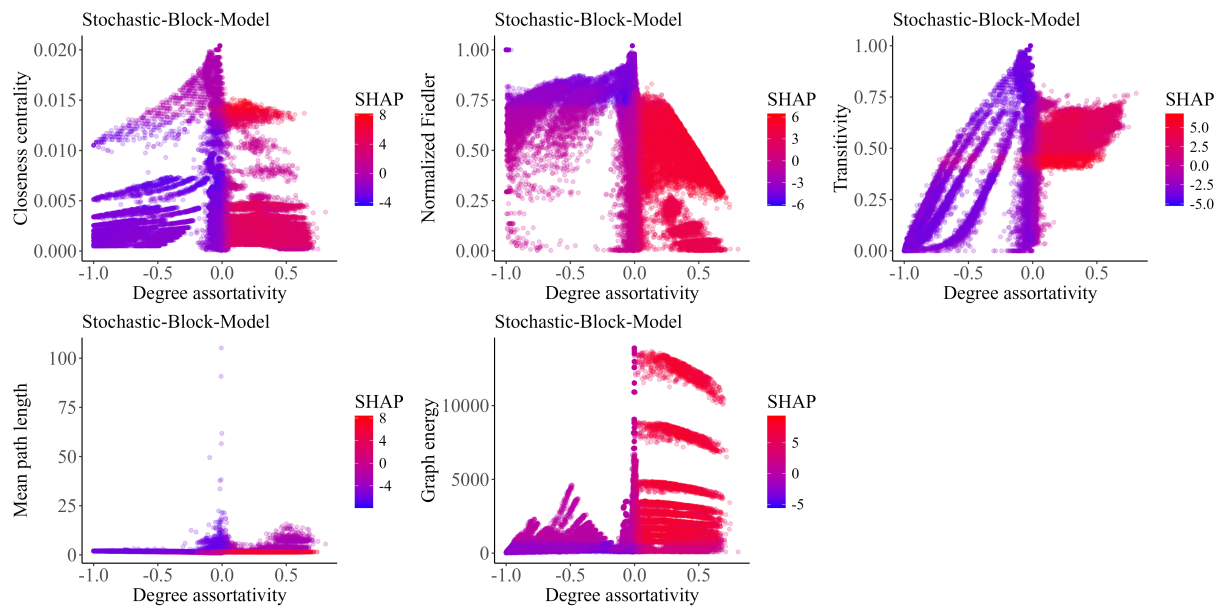 Stochastic-Block-Model
Closeness centrality
0.020
0.015
0.010
0.005
0.000
-1.0 -0.5 0.0 0.5
Degree assortativity
SHAP
8
4
0
-4
Stochastic-Block-Model
Normalized Fiedler
1.00
0.75
0.50
0.25
0.00
-1.0 -0.5 0.0 0.5
Degree assortativity
SHAP
6
3
0
-3
-6
Stochastic-Block-Model
Transitivity
1.00
0.75
0.50
0.25
0.00
-1.0 -0.5 0.0 0.5
Degree assortativity
SHAP
5.0
2.5
0.0
-2.5
-5.0
Stochastic-Block-Model
Mean path length
100
75
50
25
0
-1.0 -0.5 0.0 0.5
Degree assortativity
SHAP
8
4
0
-4
Stochastic-Block-Model
Graph energy
10000
5000
0
-1.0 -0.5 0.0 0.5
Degree assortativity
SHAP
5
0
-5